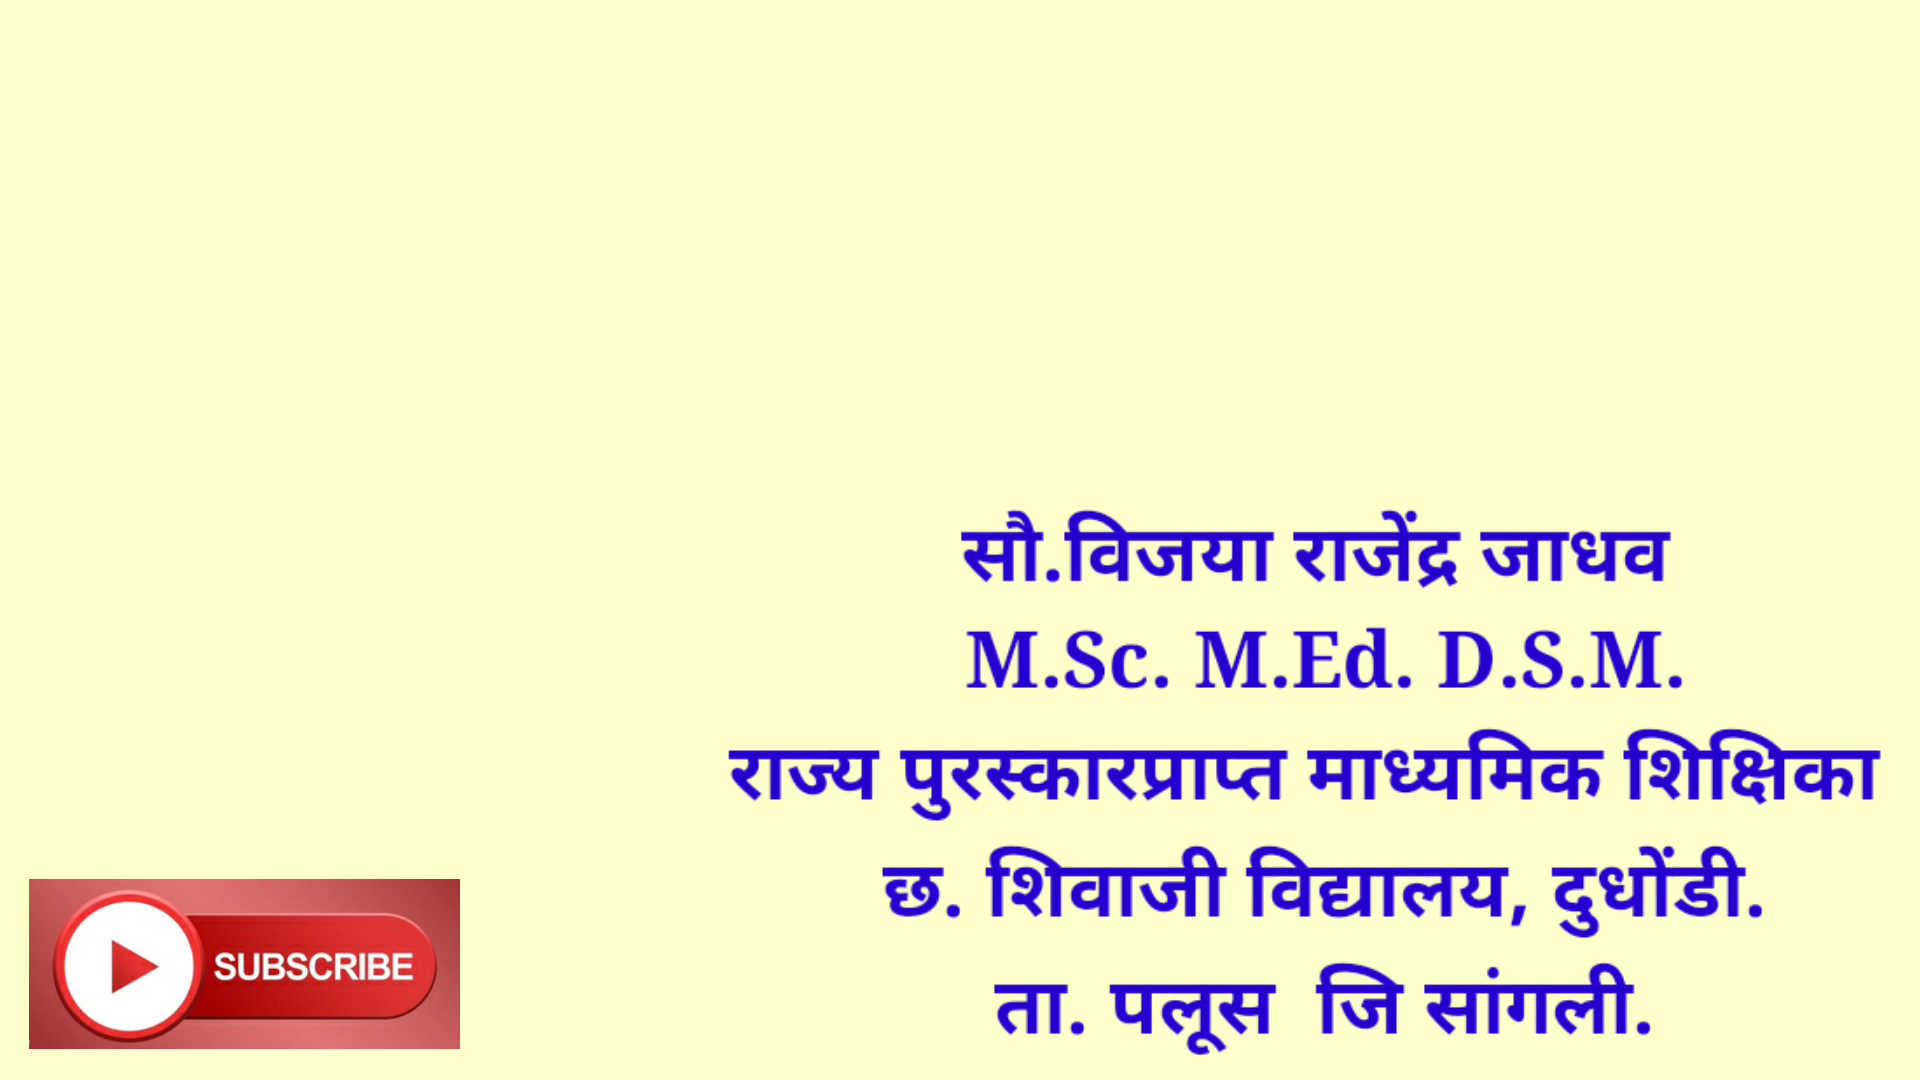 सौ.विजया राजेंद्र जाधव
M.Sc. M.Ed. D.S.M.
राज्य पुरस्कारप्राप्त माध्यमिक शिक्षिका
छ. शिवाजी विद्यालय, दुधोंडी.
ता. पलूस जि सांगली.
SUBSCRIBE